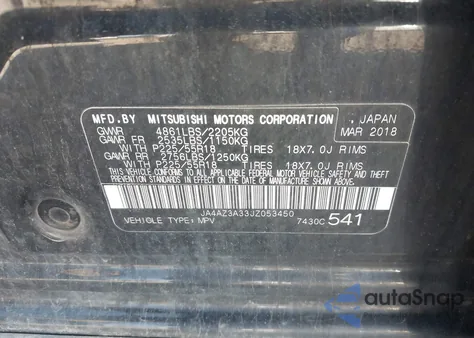 MFD.BY MITSUBISHI MOTORS CORPORATION , JAPAN
GVWR 4861LBS/2205KG MAR 2018
GAWR FR 2535LBS/1150KG
WITH P225/55R18 TIRES 18X7.0J RIMS
GAWR RR 2756LBS/1250KG
WITH P225/55R18 TIRES 18X7.0J RIMS
THIS VEHICLE CONFORMS TO ALL APPLICABLE FEDERAL MOTOR VEHICLE SAFETY AND
THEFT PREVENTION STANDARDS IN EFFECT ON THE DATE OF MANUFACTURE SHOWN ABOVE.
JA4AZ3A33JZ053450
VEHICLE TYPE: MPV 7430C 541
autoSnap